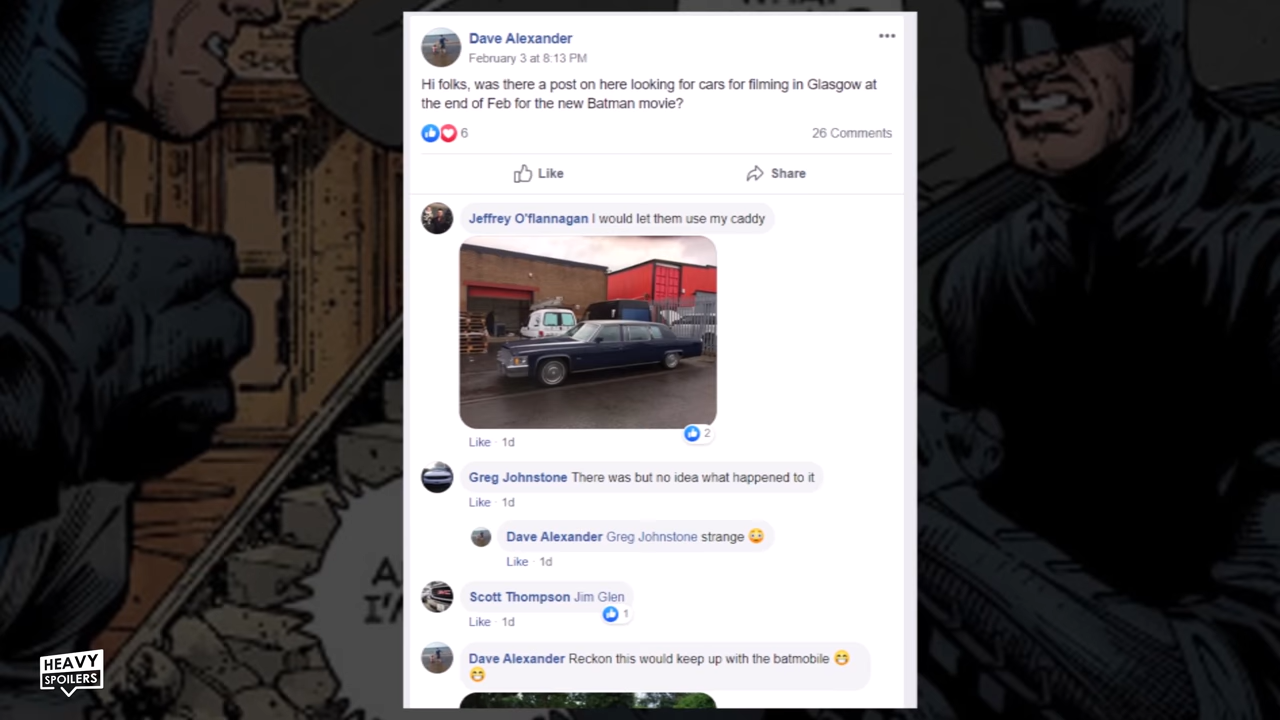 Dave Alexander
February 3 at 8:13 PM
Hi folks, was there a post on here looking for cars for filming in Glasgow at
the end of Feb for the new Batman movie?
6
26 Comments
Like
Share
Jeffrey O'flannagan I would let them use my caddy
Like · 1d
2
Greg Johnstone There was but no idea what happened to it
Like · 1d
Dave Alexander Greg Johnstone strange 😳
Like · 1d
Scott Thompson Jim Glen
1
Like · 1d
Dave Alexander Reckon this would keep up with the batmobile 😁
😁
HEAVY
SPOILERS